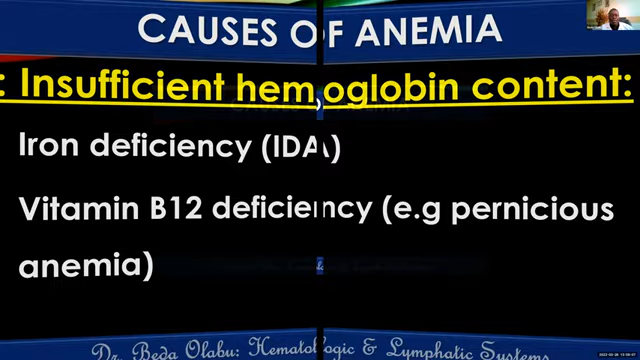 CAUSES OF ANEMIA
: Insufficient hemoglobin content:
Iron deficiency (IDA)
Vitamin B12 deficiency (e.g pernicious
anemia)
Dr. Beda Olabu: Hematologic & Lymphatic Systems